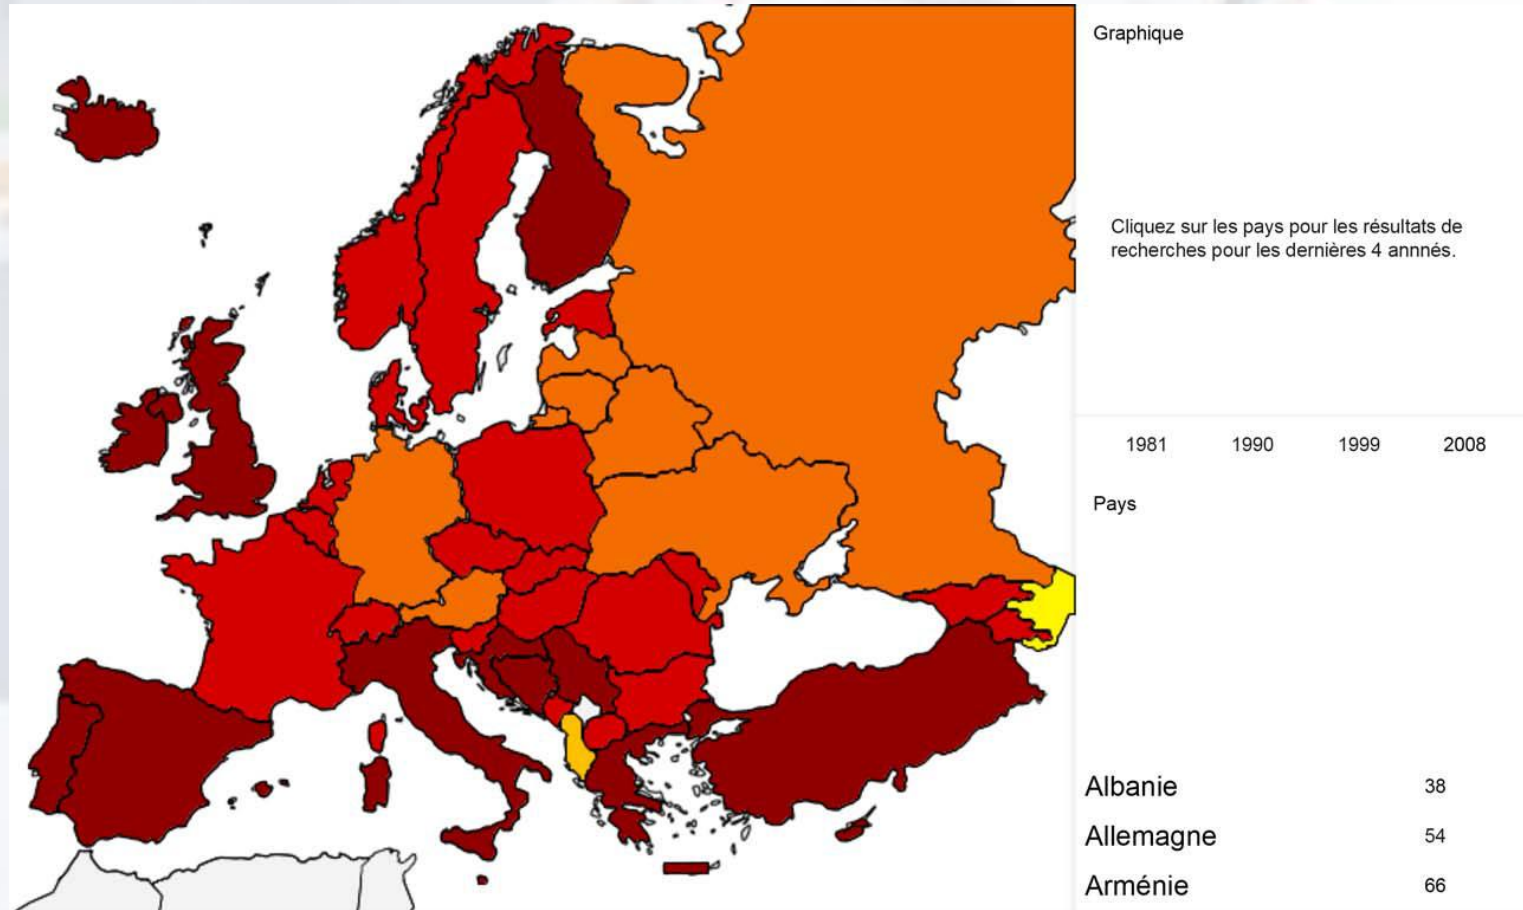 Graphique
Cliquez sur les pays pour les résultats de
recherches pour les dernières 4 annnés.
1981 1990 1999 2008
Pays
Albanie 38
Allemagne 54
Arménie 66